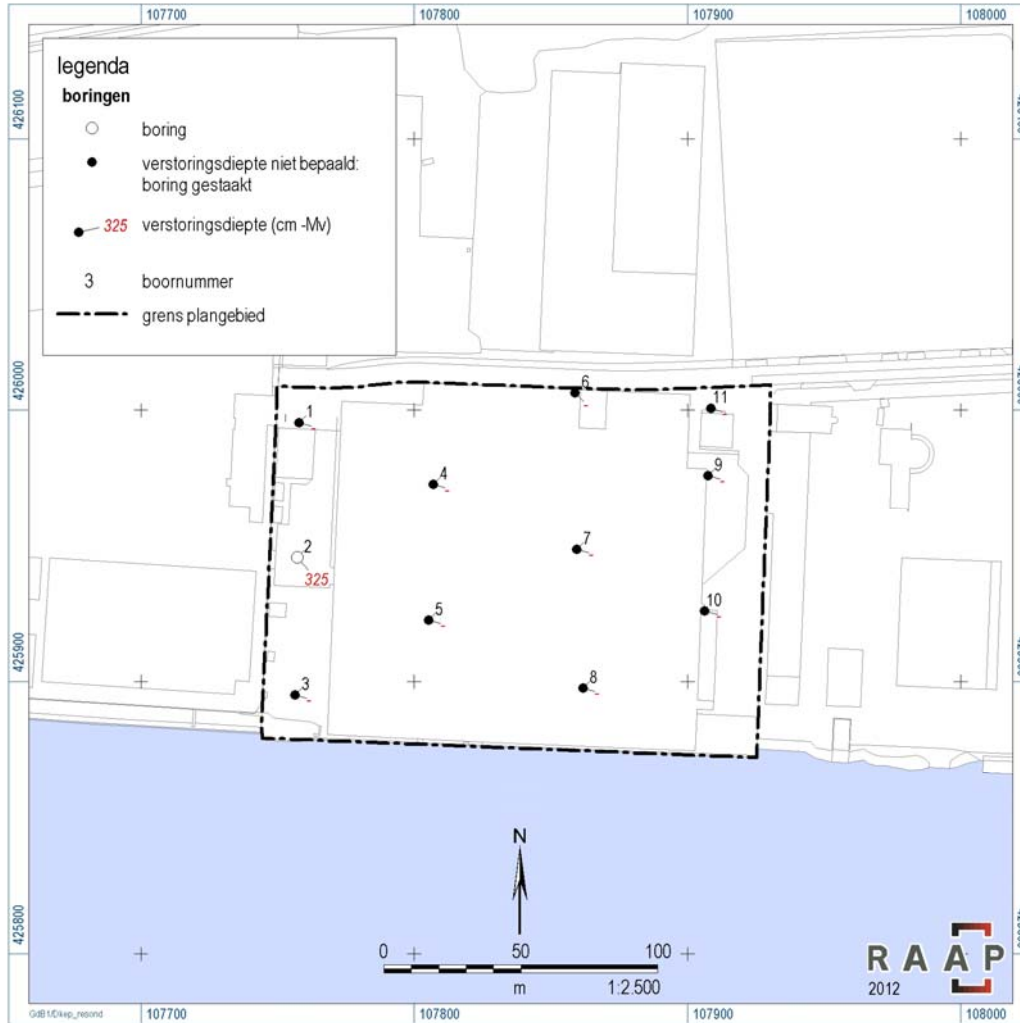 107700 107800 107900 108000
legenda
boringen
boring
verstoringsdiepte niet bepaald:
boring gestaakt
325 verstoringsdiepte (cm -Mv)
3 boornummer
grens plangebied
426100
426000
425900
425800
1
2
325
3
4
5
6
7
8
9
10
11
N
0 50 100
m 1:2.500
RAAP
2012
107700 107800 107900 108000